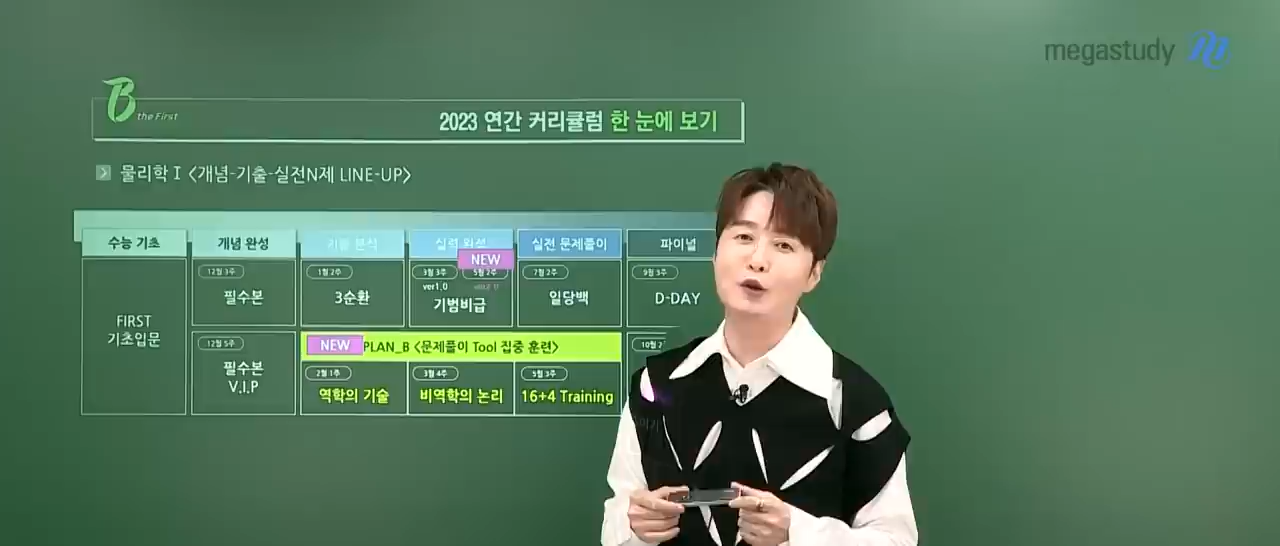 megastudy
B the First
2023 연간 커리큘럼 한 눈에 보기
물리학 I <개념-기출-실전N제 LINE-UP>
수능 기초 개념 완성 기출 분석 실력 완성 실전 문제풀이 파이널
NEW
12월 3주 1월 2주 3월 3주 5월 2주 7월 2주 9월 3주
ver1.0 ver2.0
필수본 3순환 기범비급 일당백 D-DAY
FIRST
기초입문
12월 5주 NEW PLAN_B <문제풀이 Tool 집중 훈련> 10월 2
필수본
V.I.P
2월 1주 3월 4주 5월 3주
역학의 기술 비역학의 논리 16+4 Training